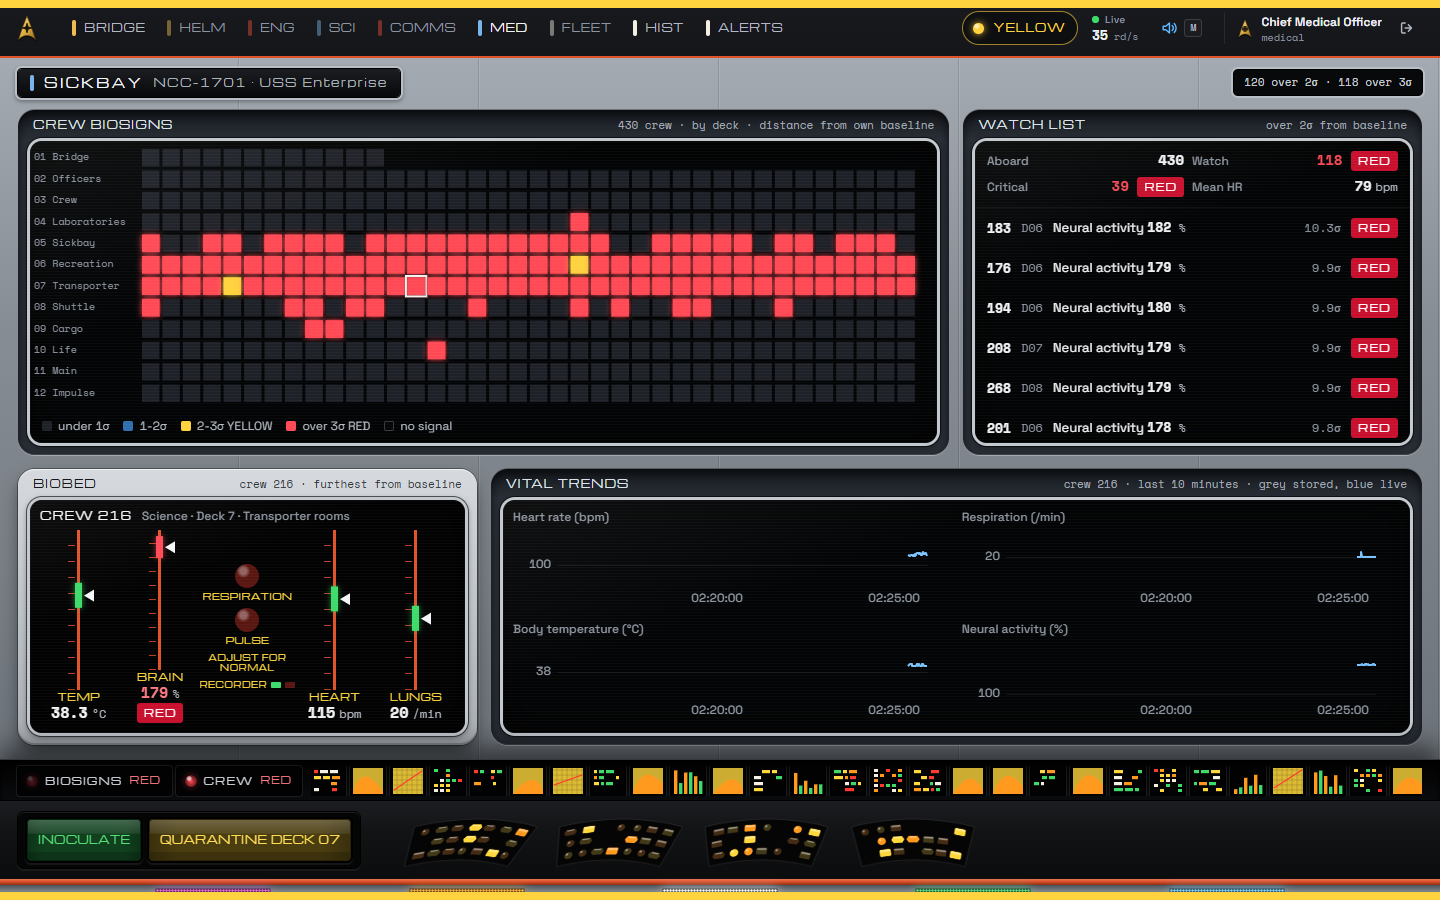 BRIDGE HELM ENG SCI COMMS MED FLEET HIST ALERTS YELLOW Live 35 rd/s M Chief Medical Officer medical
SICKBAY NCC-1701 · USS Enterprise
120 over 2σ · 118 over 3σ
CREW BIOSIGNS 430 crew · by deck · distance from own baseline
01 Bridge
02 Officers
03 Crew
04 Laboratories
05 Sickbay
06 Recreation
07 Transporter
08 Shuttle
09 Cargo
10 Life
11 Main
12 Impulse
under 1σ 1-2σ 2-3σ YELLOW over 3σ RED no signal
WATCH LIST over 2σ from baseline
Aboard 430 Watch 118 RED
Critical 39 RED Mean HR 79 bpm
183 D06 Neural activity 182 % 10.3σ RED
176 D06 Neural activity 179 % 9.9σ RED
194 D06 Neural activity 180 % 9.9σ RED
208 D07 Neural activity 179 % 9.9σ RED
268 D08 Neural activity 179 % 9.9σ RED
201 D06 Neural activity 178 % 9.8σ RED
BIOBED crew 216 · furthest from baseline
CREW 216 Science · Deck 7 · Transporter rooms
RESPIRATION
PULSE
ADJUST FOR
NORMAL
RECORDER
TEMP
38.3 °C
BRAIN
179 %
RED
HEART
115 bpm
LUNGS
20 /min
VITAL TRENDS crew 216 · last 10 minutes · grey stored, blue live
Heart rate (bpm)
100
02:20:00 02:25:00
Respiration (/min)
20
02:20:00 02:25:00
Body temperature (°C)
38
02:20:00 02:25:00
Neural activity (%)
100
02:20:00 02:25:00
BIOSIGNS RED CREW RED
INOCULATE QUARANTINE DECK 07